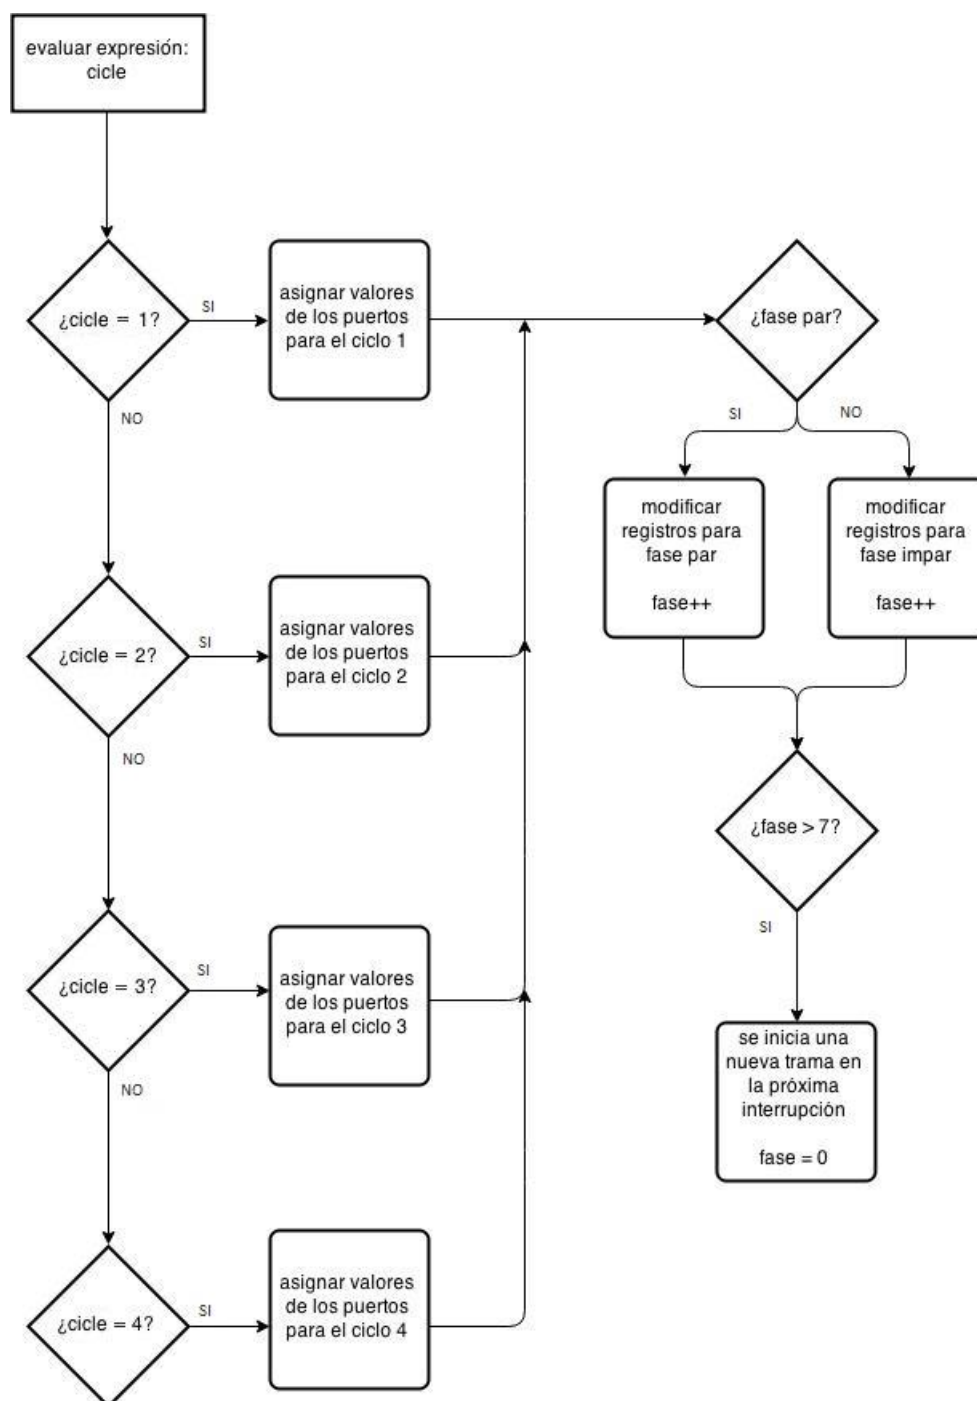 evaluar expresión:
cicle
¿cicle = 1?
SI
asignar valores
de los puertos
para el ciclo 1
¿fase par?
NO
SI
NO
modificar
registros para
fase par
fase++
modificar
registros para
fase impar
fase++
¿cicle = 2?
SI
asignar valores
de los puertos
para el ciclo 2
NO
¿fase > 7?
SI
¿cicle = 3?
SI
asignar valores
de los puertos
para el ciclo 3
NO
se inicia una
nueva trama en
la próxima
interrupción
fase = 0
¿cicle = 4?
SI
asignar valores
de los puertos
para el ciclo 4